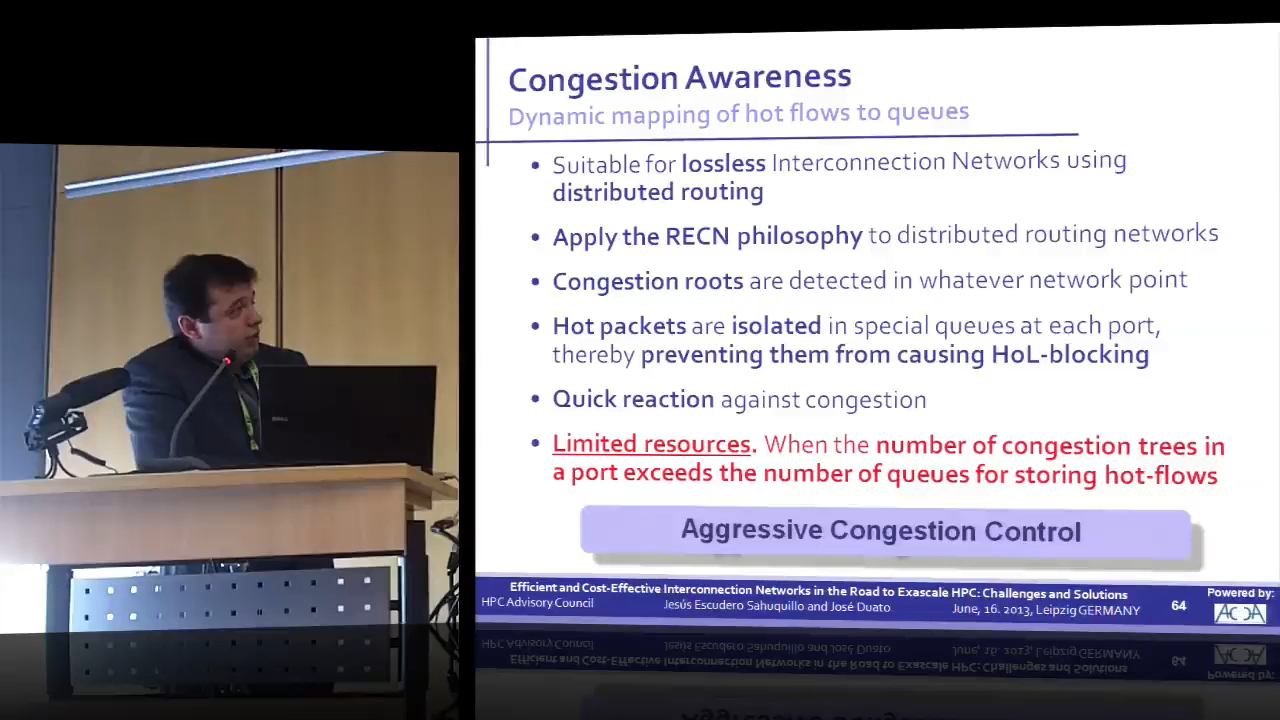 Congestion Awareness
Dynamic mapping of hot flows to queues
• Suitable for lossless Interconnection Networks using
distributed routing
• Apply the RECN philosophy to distributed routing networks
• Congestion roots are detected in whatever network point
• Hot packets are isolated in special queues at each port,
thereby preventing them from causing HoL-blocking
• Quick reaction against congestion
• Limited resources. When the number of congestion trees in
a port exceeds the number of queues for storing hot-flows
Aggressive Congestion Control
Efficient and Cost-Effective Interconnection Networks in the Road to Exascale HPC: Challenges and Solutions
HPC Advisory Council Jesús Escudero Sahuquillo and José Duato June, 16. 2013, Leipzig GERMANY
64
Powered by: